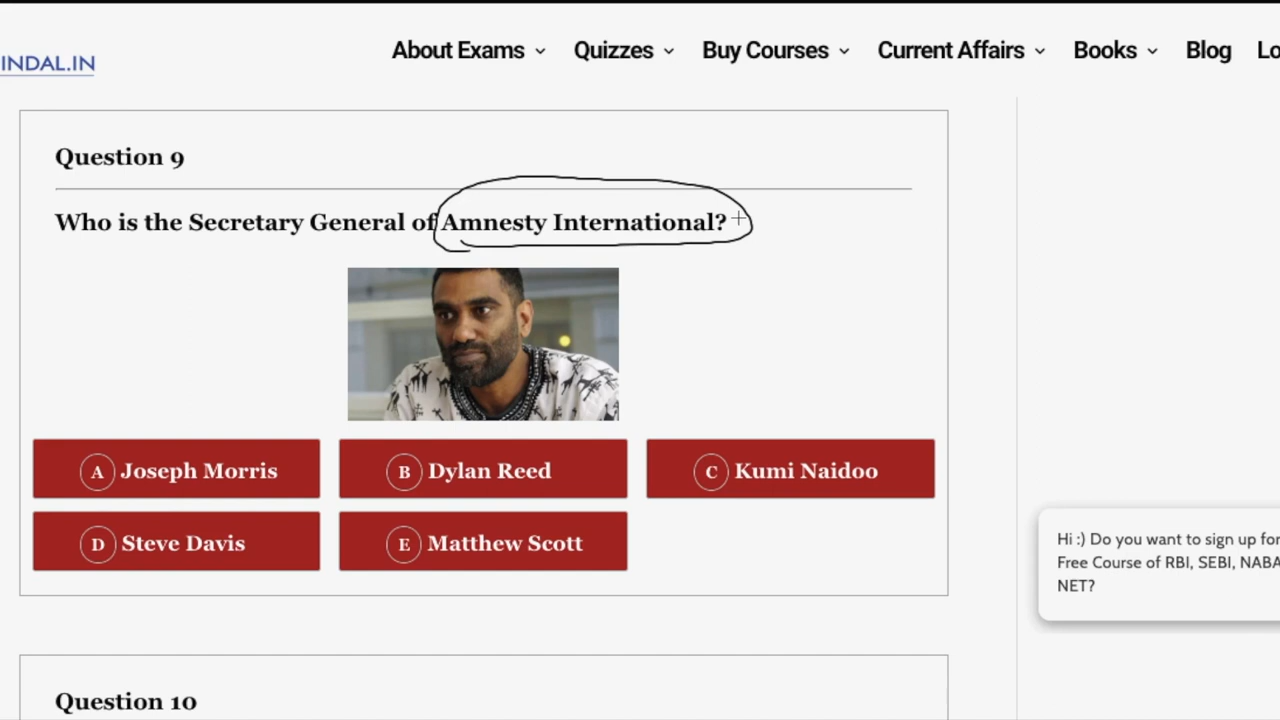 About Exams Quizzes Buy Courses Current Affairs Books Blog Lo
INDAL.IN
Question 9
Who is the Secretary General of Amnesty International?
A Joseph Morris B Dylan Reed C Kumi Naidoo
D Steve Davis E Matthew Scott
Hi :) Do you want to sign up for
Free Course of RBI, SEBI, NABA
NET?
Question 10